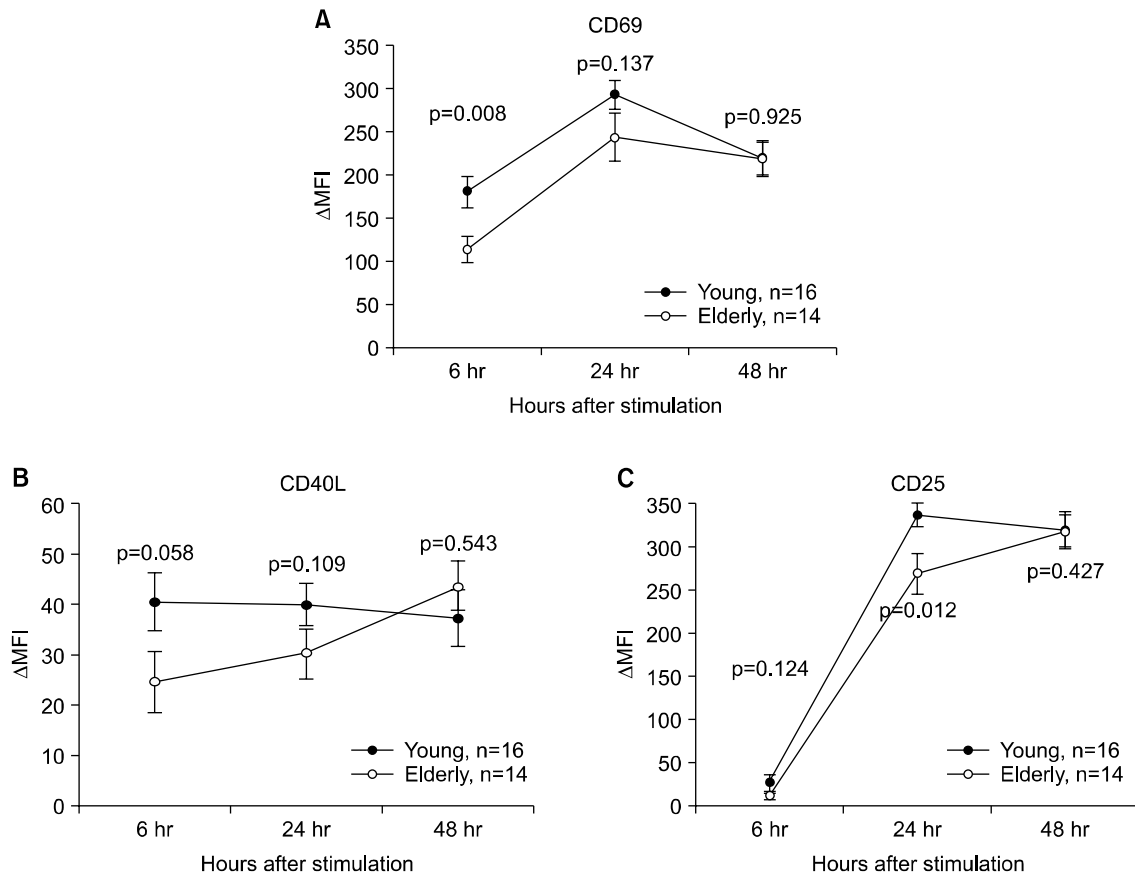 A
CD69
350
300
250
200
150
100
50
0
ΔMFI
p=0.008
p=0.137
p=0.925
Young, n=16
Elderly, n=14
6 hr 24 hr 48 hr
Hours after stimulation
B
CD40L
60
50
40
30
20
10
0
ΔMFI
p=0.058
p=0.109
p=0.543
Young, n=16
Elderly, n=14
6 hr 24 hr 48 hr
Hours after stimulation
C
CD25
350
300
250
200
150
350
50
0
ΔMFI
p=0.124
p=0.012
p=0.427
Young, n=16
Elderly, n=14
6 hr 24 hr 48 hr
Hours after stimulation